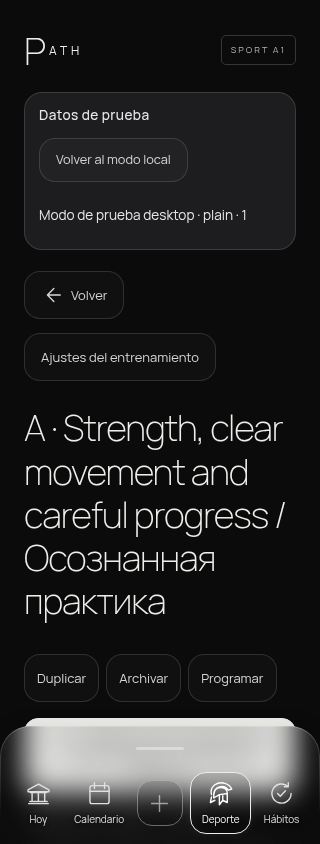 PATH
SPORT A1
Datos de prueba
Volver al modo local
Modo de prueba desktop · plain · 1
Volver
Ajustes del entrenamiento
A · Strength, clear
movement and
careful progress /
Осознанная
практика
Duplicar Archivar Programar
Hoy Calendario Deporte Hábitos